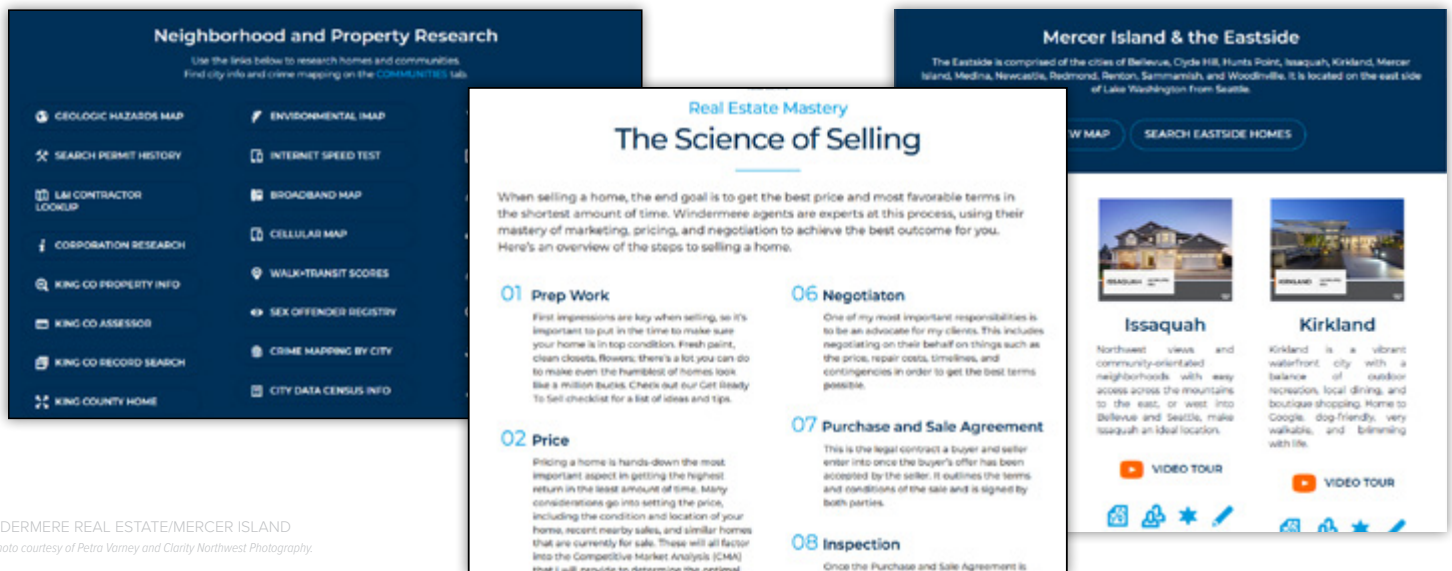 Neighborhood and Property Research
Use the links below to research homes and communities.
Find city info and crime mapping on the COMMUNITIES tab.
GEOLOGIC HAZARDS MAP
SEARCH PERMIT HISTORY
L&I CONTRACTOR
LOOKUP
CORPORATION RESEARCH
KING CO PROPERTY INFO
KING CO ASSESSOR
KING CO RECORD SEARCH
KING COUNTY HOME
ENVIRONMENTAL IMAP
INTERNET SPEED TEST
BROADBAND MAP
CELLULAR MAP
WALK+TRANSIT SCORES
SEX OFFENDER REGISTRY
CRIME MAPPING BY CITY
CITY DATA CENSUS INFO
Real Estate Mastery
The Science of Selling
When selling a home, the end goal is to get the best price and most favorable terms in
the shortest amount of time. Windermere agents are experts at this process, using their
mastery of marketing, pricing, and negotiation to achieve the best outcome for you.
Here's an overview of the steps to selling a home.
01 Prep Work
First impressions are key when selling, so it's
important to put in the time to make sure
your home is in top condition. Fresh paint,
clean closets, flowers; there's a lot you can do
to make even the humblest of homes look
like a million bucks. Check out our Get Ready
To Sell checklist for a list of ideas and tips.
02 Price
Pricing a home is hands-down the most
important aspect in getting the highest
return in the least amount of time. Many
considerations go into setting the price,
including the condition and location of your
home, recent nearby sales, and similar homes
that are currently for sale. These will all factor
into the Competitive Market Analysis (CMA)
that I will provide to determine the optimal
06 Negotiaton
One of my most important responsibilities is
to be an advocate for my clients. This includes
negotiating on their behalf on things such as
the price, repair costs, timelines, and
contingencies in order to get the best terms
possible.
07 Purchase and Sale Agreement
This is the legal contract a buyer and seller
enter into once the buyer's offer has been
accepted by the seller. It outlines the terms
and conditions of the sale and is signed by
both parties.
08 Inspection
Once the Purchase and Sale Agreement is
Mercer Island & the Eastside
The Eastside is comprised of the cities of Bellevue, Clyde Hill, Hunts Point, Issaquah, Kirkland, Mercer
Island, Medina, Newcastle, Redmond, Renton, Sammamish, and Woodinville. It is located on the east side
of Lake Washington from Seattle.
W MAP
SEARCH EASTSIDE HOMES
ISSAQUAH
Issaquah
Northwest views and
community-orientated
neighborhoods with easy
access across the mountains
to the east, or west into
Bellevue and Seattle, make
Issaquah an ideal location.
VIDEO TOUR
KIRKLAND
Kirkland
Kirkland is a vibrant
waterfront city with a
balance of outdoor
recreation, local dining, and
boutique shopping. Home to
Google, dog-friendly, very
walkable, and brimming
with life.
VIDEO TOUR
DERMERE REAL ESTATE/MERCER ISLAND
hoto courtesy of Petra Varney and Clarity Northwest Photography.